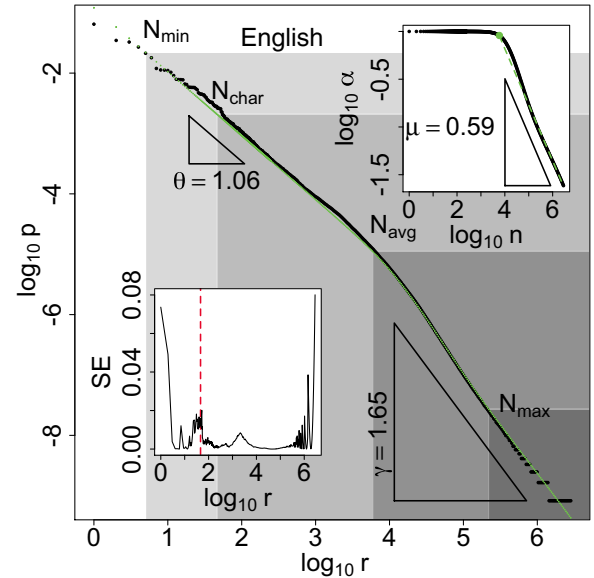 English
N_min
N_char
N_avg
N_max
θ = 1.06
γ = 1.65
log10 p
-2
-4
-6
-8
0 1 2 3 4 5 6
log10 r
log10 α
-0.5
-1.5
μ = 0.59
0 2 4 6
log10 n
SE
0.08
0.04
0.00
0 2 4 6
log10 r